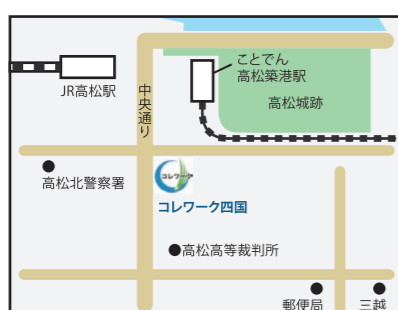 ことでん
高松築港駅
JR高松駅
中央通り
高松城跡
高松北警察署
コレワーク
コレワーク四国
●高松高等裁判所
郵便局
三越